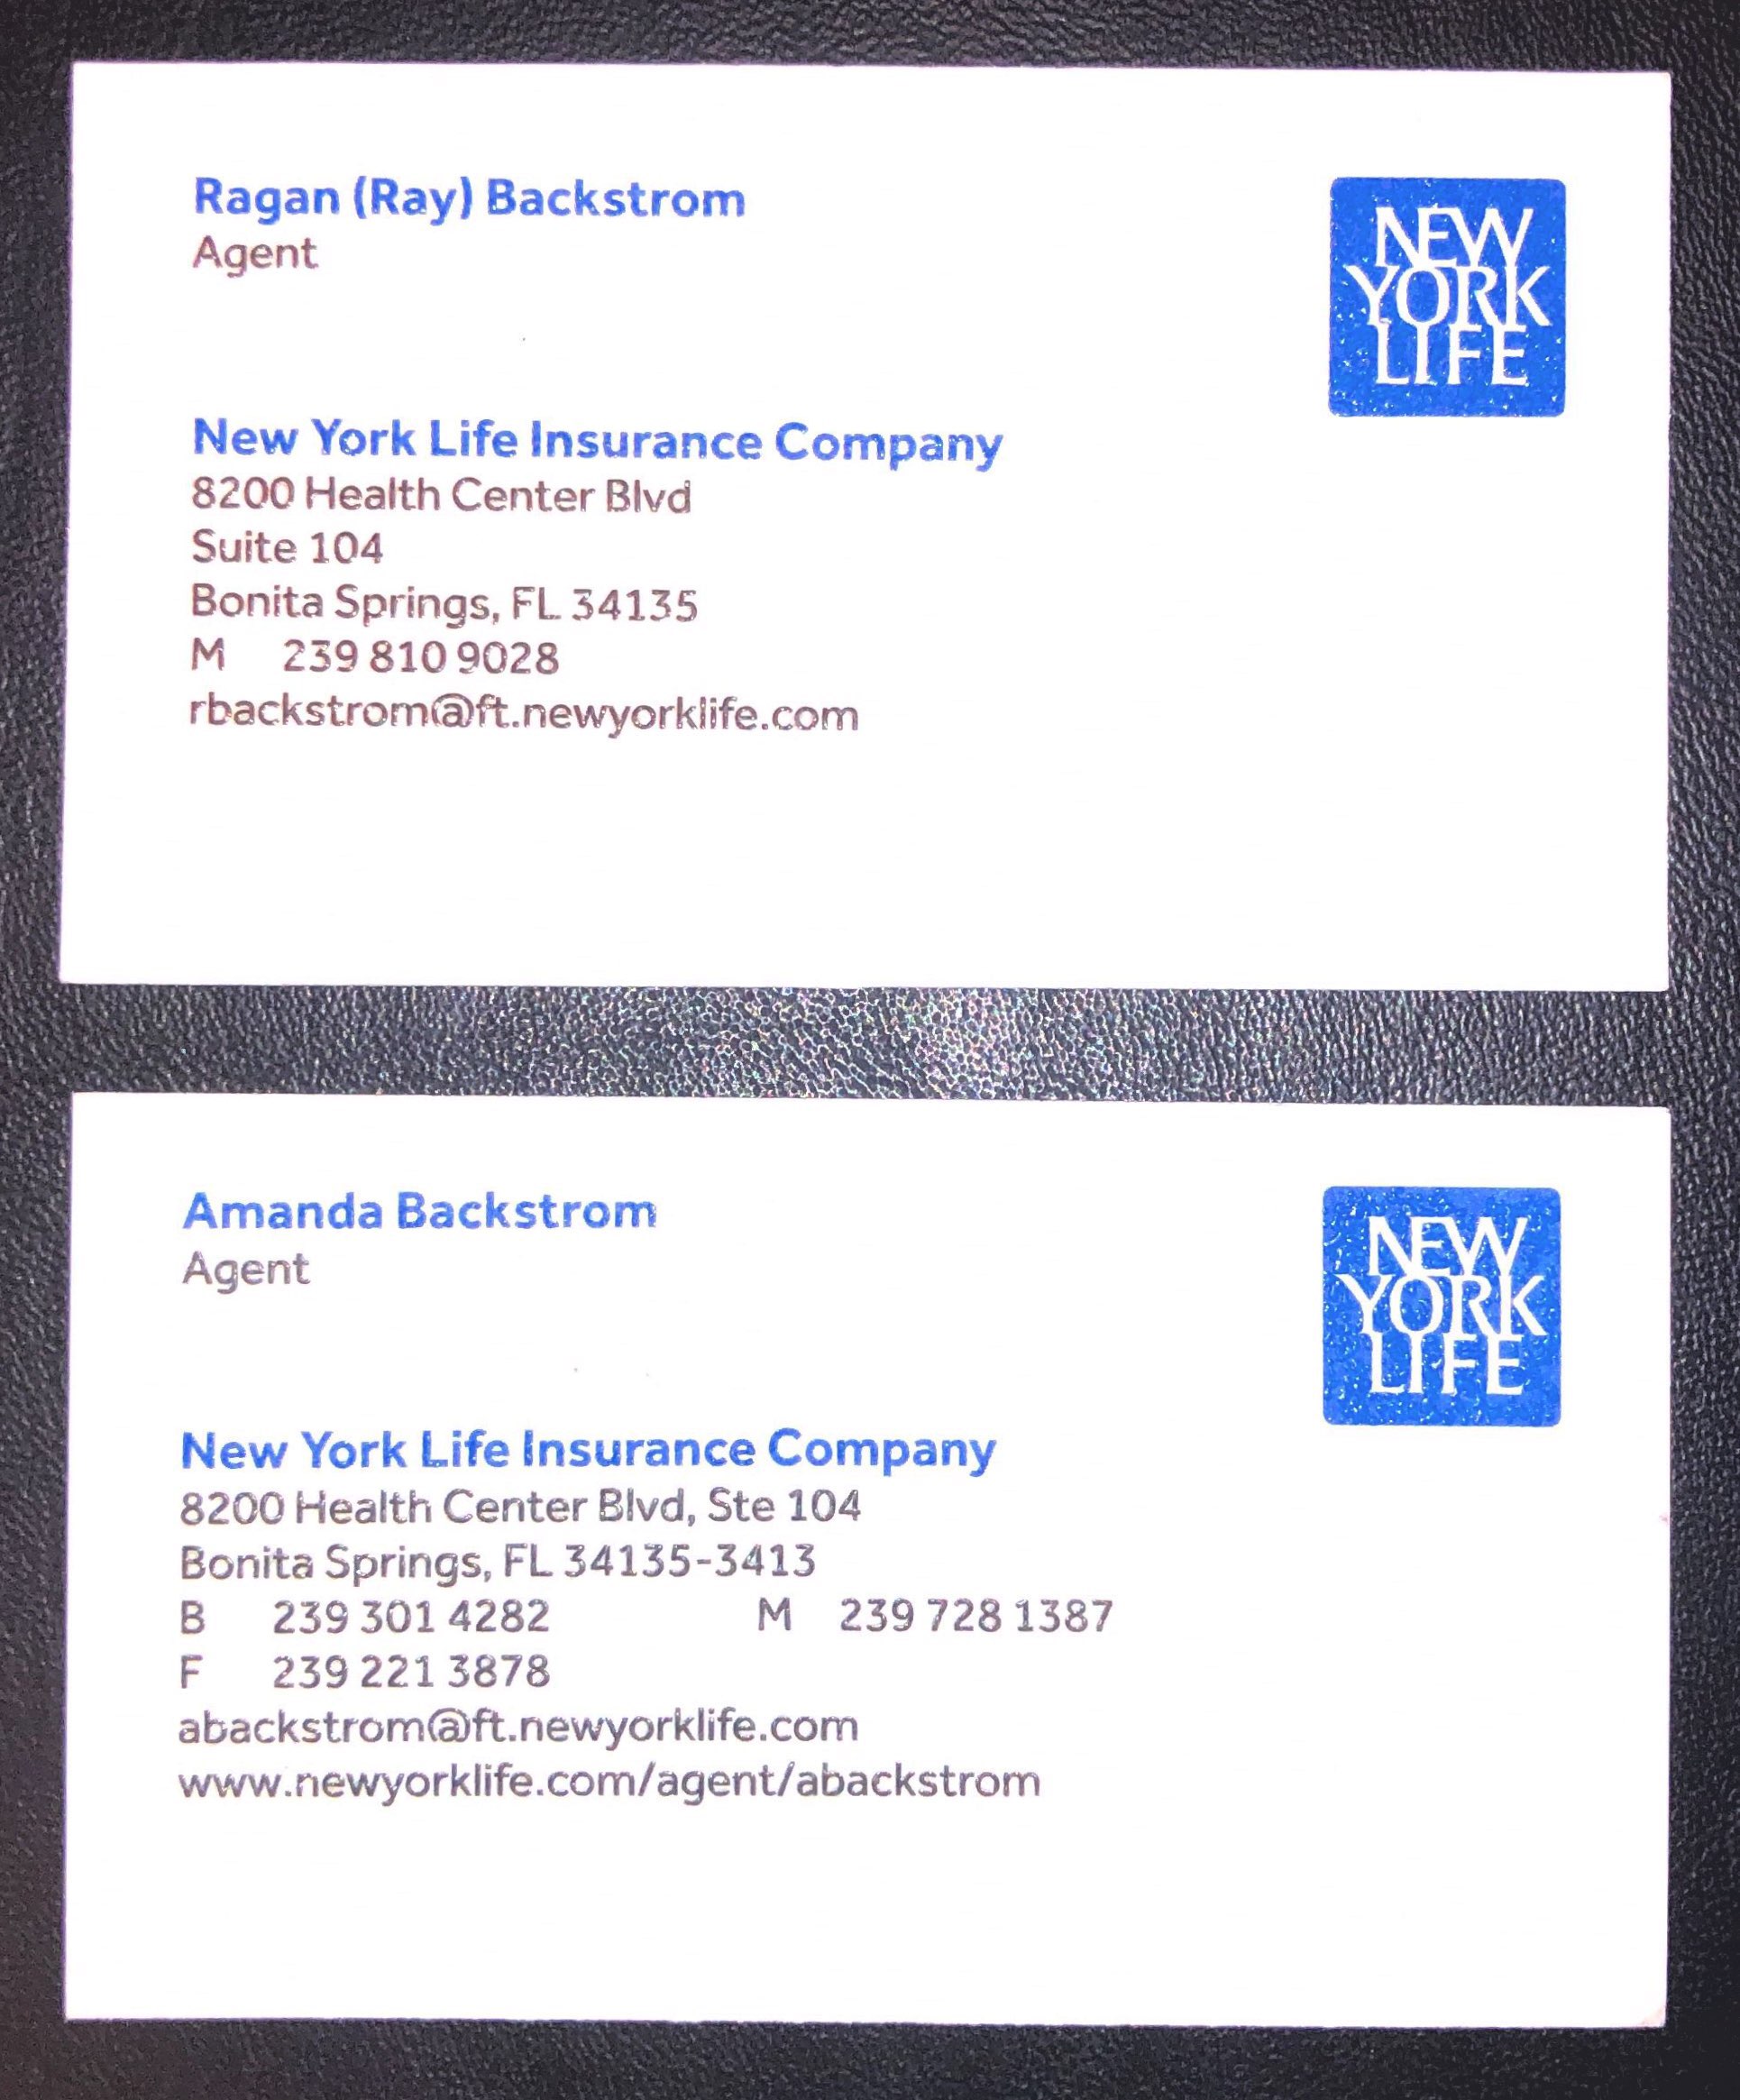 Ragan (Ray) Backstrom
Agent
NEW
YORK
LIFE
New York Life Insurance Company
8200 Health Center Blvd
Suite 104
Bonita Springs, FL 34135
M 239 810 9028
rbackstrom@ft.newyorklife.com
Amanda Backstrom
Agent
NEW
YORK
LIFE
New York Life Insurance Company
8200 Health Center Blvd, Ste 104
Bonita Springs, FL 34135-3413
B 239 301 4282 M 239 728 1387
F 239 221 3878
abackstrom@ft.newyorklife.com
www.newyorklife.com/agent/abackstrom